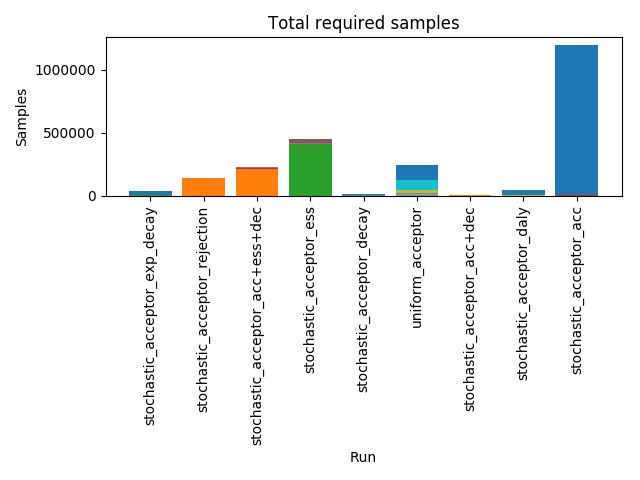 Total required samples
1000000
500000
0
Samples
stochastic_acceptor_exp_decay
stochastic_acceptor_rejection
stochastic_acceptor_acc+ess+dec
stochastic_acceptor_ess
stochastic_acceptor_decay
uniform_acceptor
stochastic_acceptor_acc+dec
stochastic_acceptor_daly
stochastic_acceptor_acc
Run